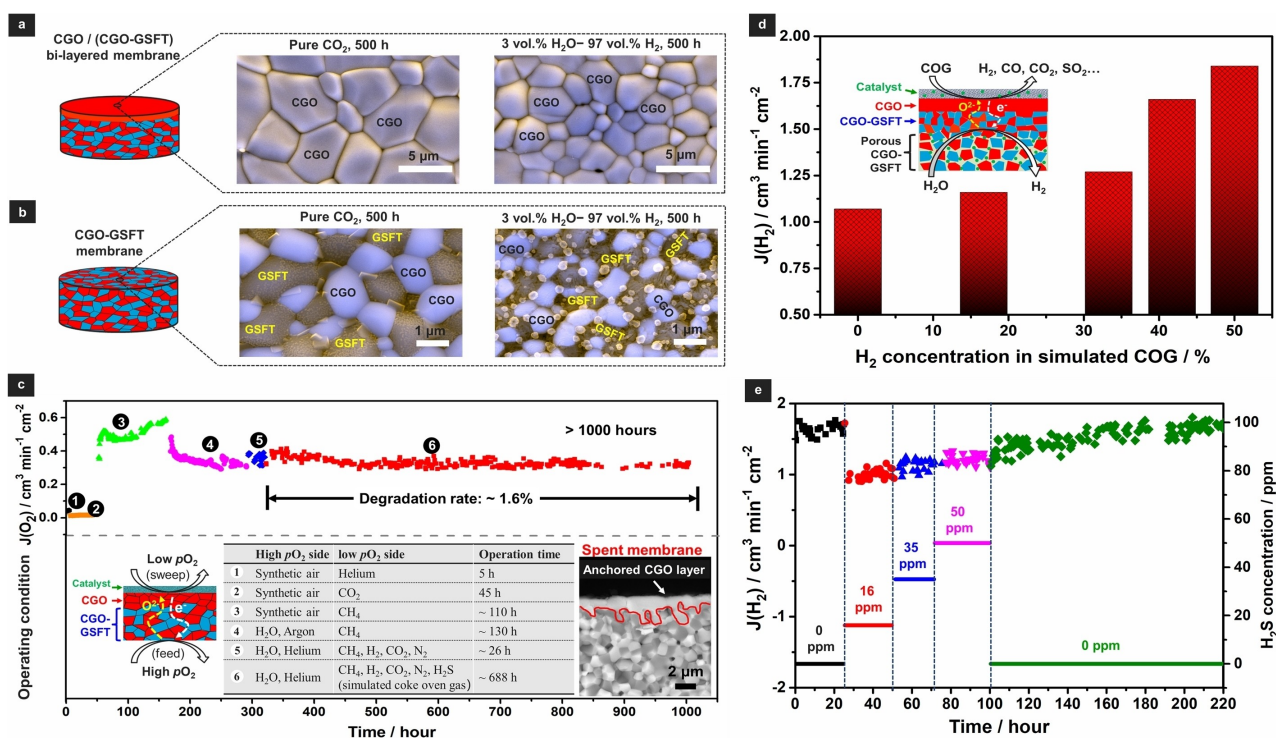 a
CGO / (CGO-GSFT)
bi-layered membrane
Pure CO₂, 500 h
CGO
CGO
CGO
CGO
5 µm
3 vol.% H₂O– 97 vol.% H₂, 500 h
CGO
CGO
CGO
CGO
5 µm
b
CGO-GSFT
membrane
Pure CO₂, 500 h
GSFT
GSFT
CGO
CGO
CGO
GSFT
1 µm
3 vol.% H₂O– 97 vol.% H₂, 500 h
CGO
GSFT
GSFT
GSFT
CGO
CGO
GSFT
1 µm
c
J(O₂) / cm³ min⁻¹ cm⁻²
0.6
0.4
0.3
0.0
1
2
3
4
5
6
> 1000 hours
Degradation rate: ~ 1.6%
Operating condition
Low pO₂
(sweep)
Catalyst
CGO
CGO-
GSFT
O²⁻
e⁻
(feed)
High pO₂
High pO₂ side low pO₂ side Operation time
1 Synthetic air Helium 5 h
2 Synthetic air CO₂ 45 h
3 Synthetic air CH₄ ~ 110 h
4 H₂O, Argon CH₄ ~ 130 h
5 H₂O, Helium CH₄, H₂, CO₂, N₂ ~ 26 h
6 H₂O, Helium CH₄, H₂, CO₂, N₂, H₂S
(simulated coke oven gas) ~ 688 h
Spent membrane
Anchored CGO layer
2 µm
0 100 200 300 400 500 600 700 800 900 1000
Time / hour
d
J(H₂) / cm³ min⁻¹ cm⁻²
2.00
1.75
1.50
1.25
1.00
0.75
0.50
COG
H₂, CO, CO₂, SO₂...
Catalyst
CGO
CGO-GSFT
Porous
CGO-
GSFT
O²⁻
e⁻
H₂O
H₂
0 10 20 30 40 50
H₂ concentration in simulated COG / %
e
J(H₂) / cm³ min⁻¹ cm⁻²
2
1
0
-1
-2
0
ppm
16
ppm
35
ppm
50
ppm
0 ppm
100
80
60
40
20
0
H₂S concentration / ppm
0 20 40 60 80 100 120 140 160 180 200 220
Time / hour